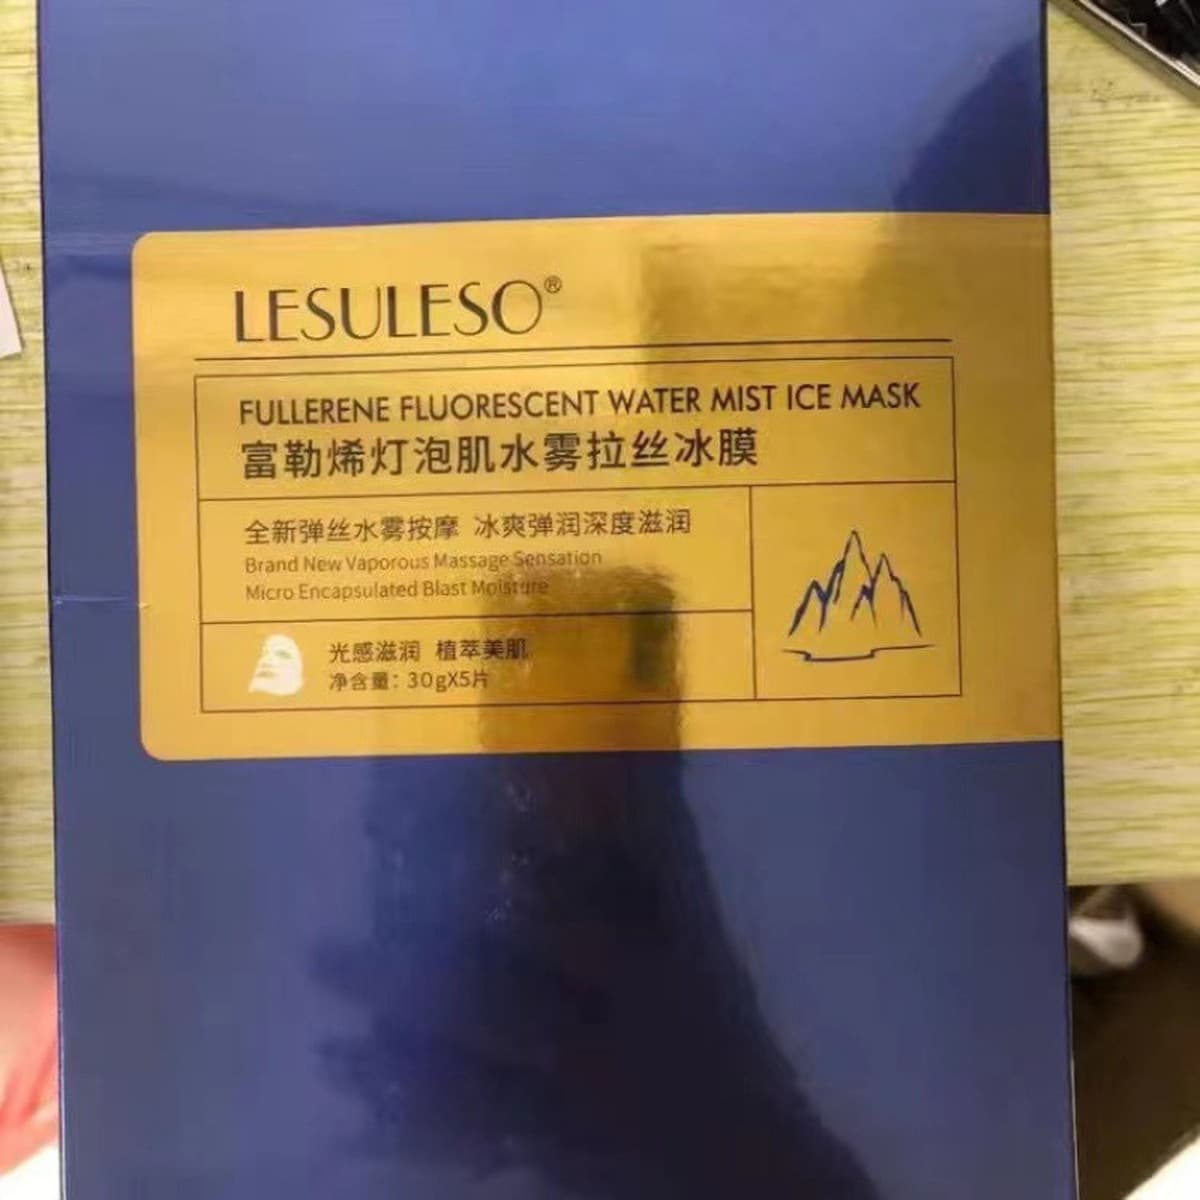 LESULESO®
FULLERENE FLUORESCENT WATER MIST ICE MASK
富勒烯灯泡肌水雾拉丝冰膜
全新弹丝水雾按摩 冰爽弹润深度滋润
Brand New Vaporous Massage Sensation
Micro Encapsulated Blast Moisture
光感滋润 植萃美肌
净含量：30gX5片